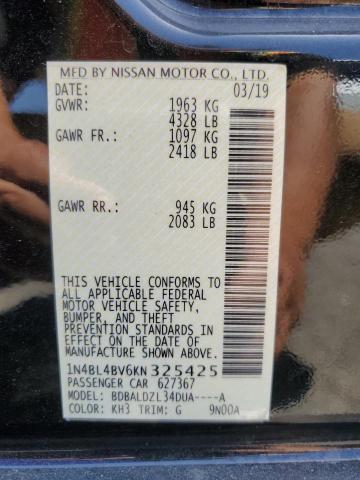 MFD BY NISSAN MOTOR CO., LTD.
DATE: 03/19
GVWR: 1963 KG
4328 LB
GAWR FR.: 1097 KG
2418 LB
GAWR RR.: 945 KG
2083 LB
THIS VEHICLE CONFORMS TO
ALL APPLICABLE FEDERAL
MOTOR VEHICLE SAFETY,
BUMPER, AND THEFT
PREVENTION STANDARDS
IN EFFECT ON THE DATE
OF MANUFACTURE SHOWN ABOVE.
1N4BL4BV6KN325425
PASSENGER CAR 627367
MODEL: BDBALDZL34DUA----A
COLOR: KH3 TRIM: G 9N00A